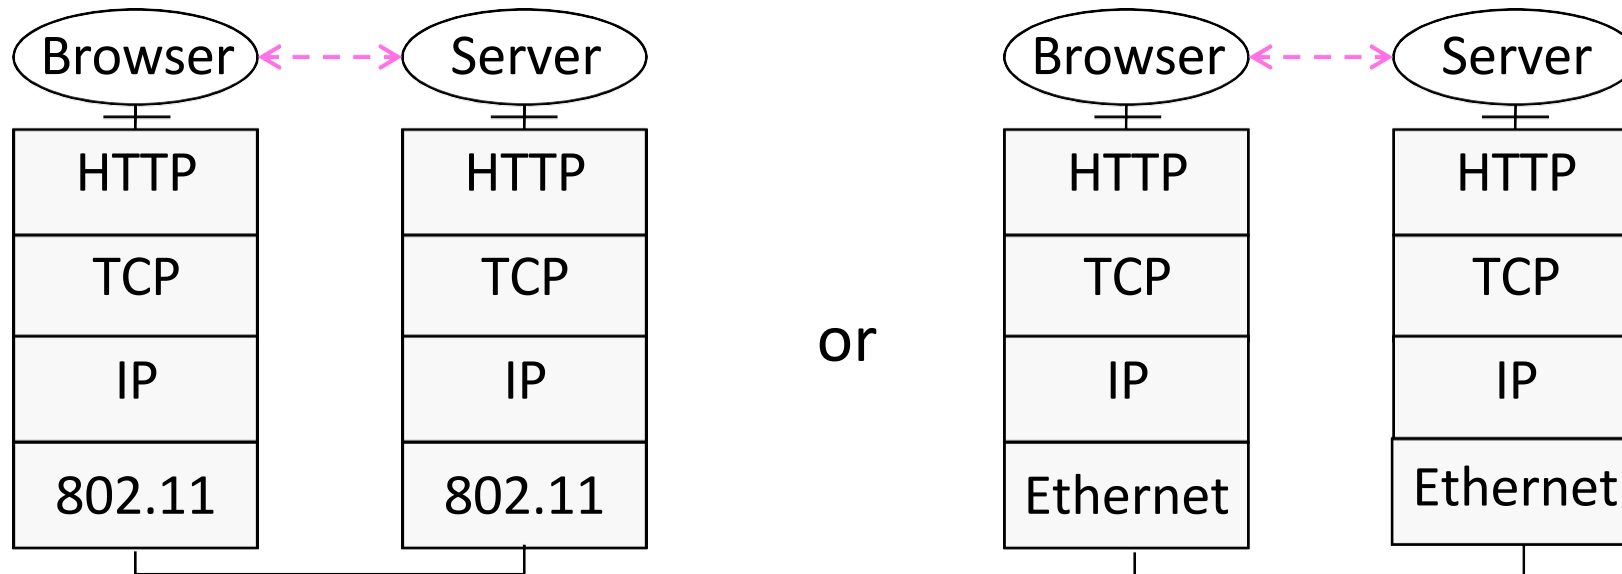 Browser Server Browser Server
HTTP HTTP HTTP HTTP
TCP TCP TCP TCP
or
IP IP IP IP
802.11 802.11 Ethernet Ethernet